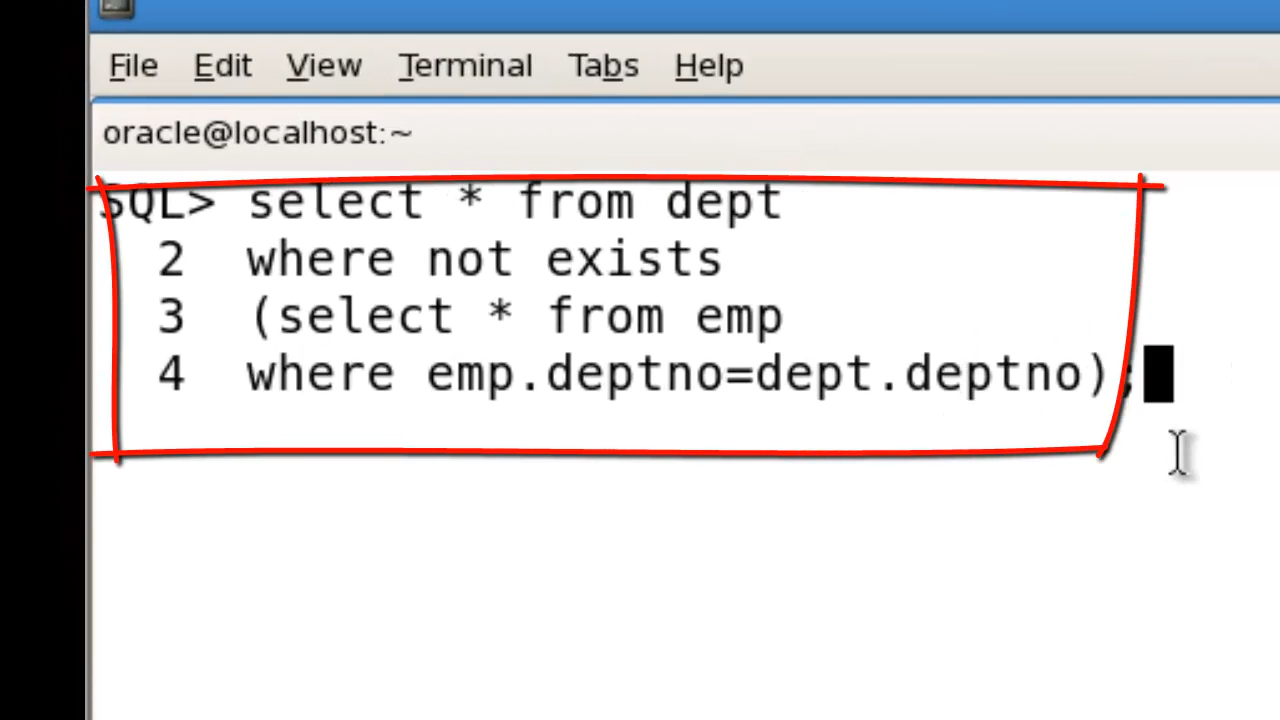 File Edit View Terminal Tabs Help
oracle@localhost:~
SQL> select * from dept
2 where not exists
3 (select * from emp
4 where emp.deptno=dept.deptno);